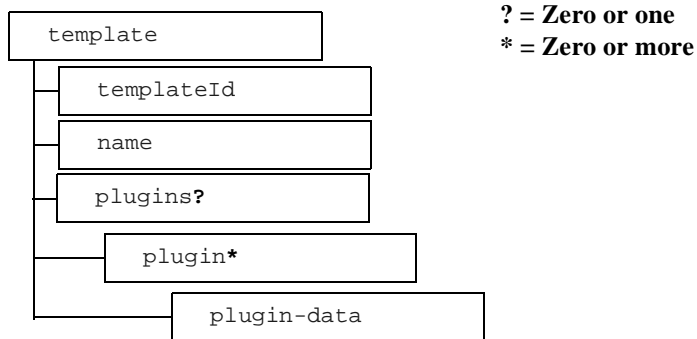 template
? = Zero or one
* = Zero or more
templateId
name
plugins?
plugin*
plugin-data